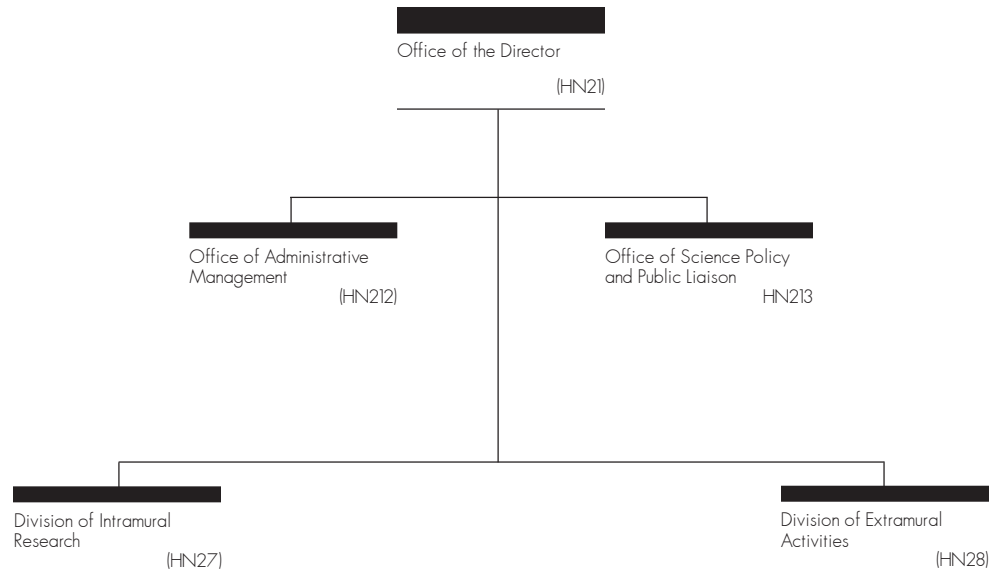 Office of the Director
(HN21)
Office of Administrative
Management
(HN212)
Office of Science Policy
and Public Liaison
HN213
Division of Intramural
Research
(HN27)
Division of Extramural
Activities
(HN28)